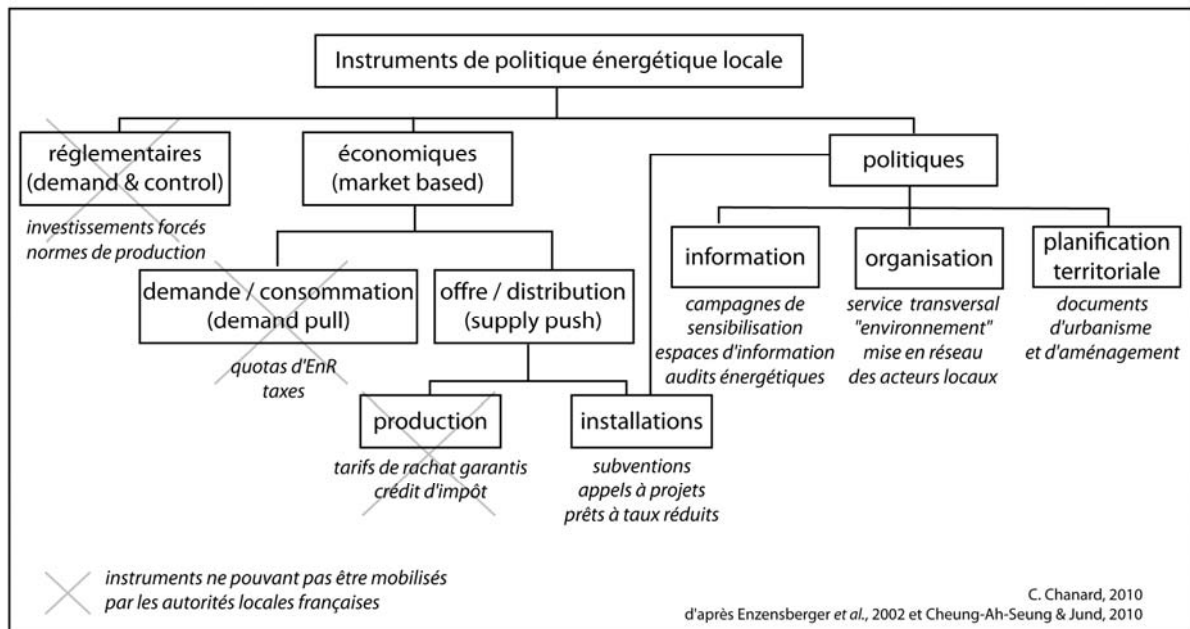 Instruments de politique énergétique locale
réglementaires
(demand & control)
investissements forcés
normes de production
économiques
(market based)
politiques
demande / consommation
(demand pull)
quotas d'EnR
taxes
offre / distribution
(supply push)
production
tarifs de rachat garantis
crédit d'impôt
installations
subventions
appels à projets
prêts à taux réduits
information
campagnes de
sensibilisation
espaces d'information
audits énergétiques
organisation
service transversal
"environnement"
mise en réseau
des acteurs locaux
planification
territoriale
documents
d'urbanisme
et d'aménagement
instruments ne pouvant pas être mobilisés
par les autorités locales françaises
C. Chanard, 2010
d'après Enzensberger et al., 2002 et Cheung-Ah-Seung & Jund, 2010